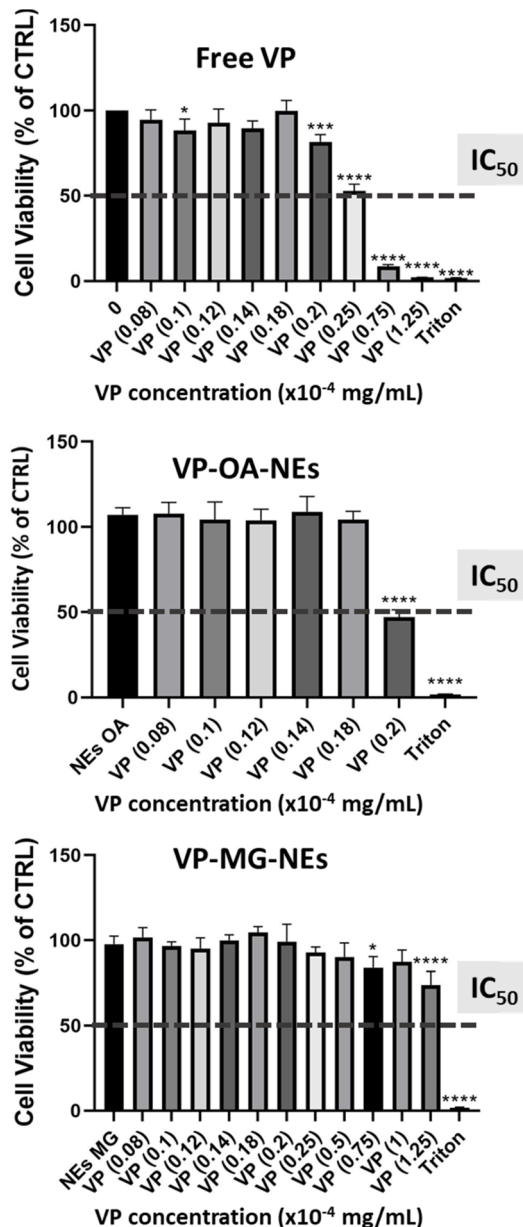 150
Free VP
Cell Viability (% of CTRL)
100
50
0
*
***
****
****
****
****
IC50
0
VP (0.08)
VP (0.1)
VP (0.12)
VP (0.14)
VP (0.18)
VP (0.2)
VP (0.25)
VP (0.75)
VP (1.25)
Triton
VP concentration (x10-4 mg/mL)
150
VP-OA-NEs
Cell Viability (% of CTRL)
100
50
0
****
****
IC50
NEs OA
VP (0.08)
VP (0.1)
VP (0.12)
VP (0.14)
VP (0.18)
VP (0.2)
Triton
VP concentration (x10-4 mg/mL)
150
VP-MG-NEs
Cell Viability (% of CTRL)
100
50
0
*
****
****
IC50
NEs MG
VP (0.08)
VP (0.1)
VP (0.12)
VP (0.14)
VP (0.18)
VP (0.2)
VP (0.25)
VP (0.5)
VP (0.75)
VP (1)
VP (1.25)
Triton
VP concentration (x10-4 mg/mL)